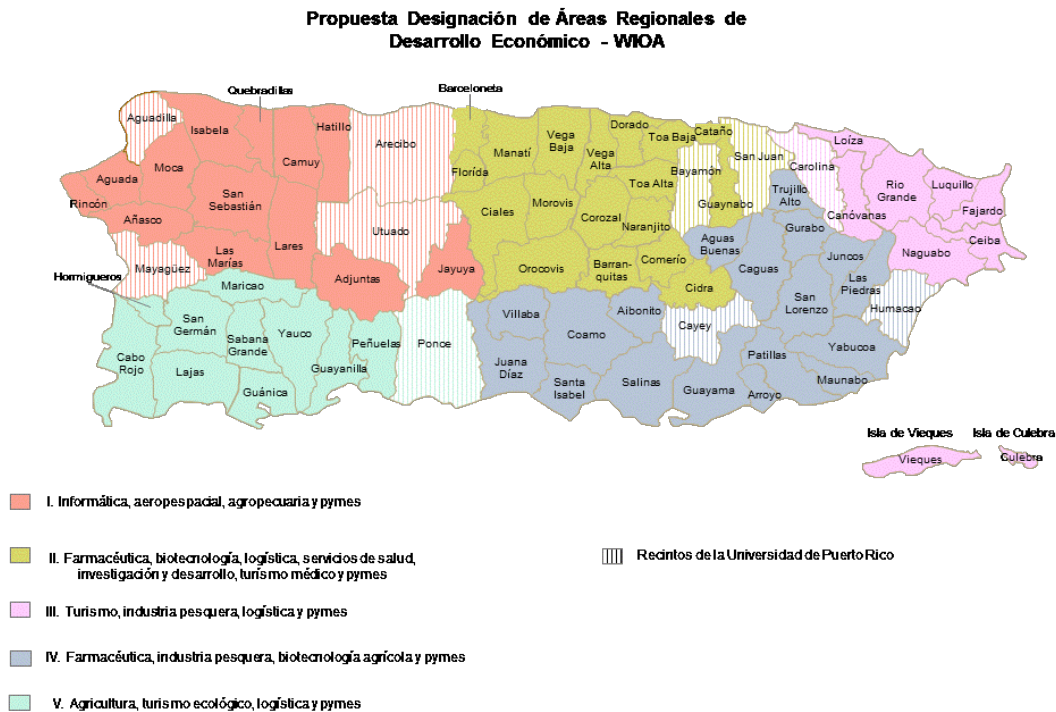 Propuesta Designación de Áreas Regionales de
Desarrollo Económico - WIOA
Quebradillas
Barceloneta
Aguadilla
Isabela
Hatillo
Camuy
Arecibo
Moca
Aguada
Rincón
Añasco
San
Sebastián
Las
Marías
Lares
Utuado
Adjuntas
Jayuya
Mayagüez
Hormigueros
Florida
Manatí
Vega
Baja
Vega
Alta
Dorado
Toa Baja
Cataño
San Juan
Bayamón
Toa Alta
Guaynabo
Ciales
Morovis
Corozal
Naranjito
Orocovis
Barran-
quitas
Comerío
Cidra
Carolina
Loíza
Trujillo
Alto
Canóvanas
Rio
Grande
Luquillo
Fajardo
Ceiba
Naguabo
Aguas
Buenas
Gurabo
Caguas
Juncos
Las
Piedras
San
Lorenzo
Humacao
Maricao
San
Germán
Sabana
Grande
Yauco
Cabo
Rojo
Lajas
Guánica
Guayanilla
Peñuelas
Ponce
Villaba
Juana
Díaz
Coamo
Aibonito
Santa
Isabel
Salinas
Cayey
Guayama
Patillas
Arroyo
Yabucoa
Maunabo
Isla de Vieques
Vieques
Isla de Culebra
Culebra
I. Informática, aeropespacial, agropecuaria y pymes
II. Farmacéutica, biotecnología, logística, servicios de salud,
investigación y desarrollo, turísmo médico y pymes
Recintos de la Universidad de Puerto Rico
III. Turismo, industria pesquera, logística y pymes
IV. Farmacéutica, industria pesquera, biotecnología agrícola y pymes
V. Agricultura, turismo ecológico, logística y pymes